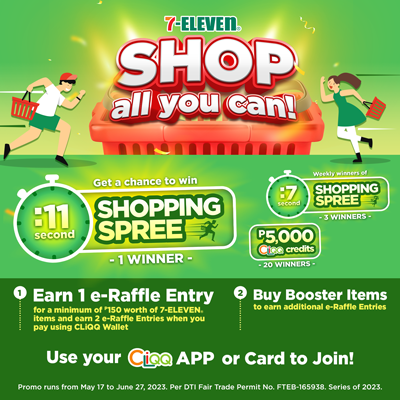 7-ELEVEN®
SHOP
all you can!
Get a chance to win
:11
second
SHOPPING
SPREE
- 1 WINNER -
Weekly winners of
:7
second
SHOPPING
SPREE
- 3 WINNERS -
₱5,000
CLiQQ credits
- 20 WINNERS -
1 Earn 1 e-Raffle Entry
for a minimum of ₱150 worth of 7-ELEVEN®
items and earn 2 e-Raffle Entries when you
pay using CLiQQ Wallet
2 Buy Booster Items
to earn additional e-Raffle Entries
Use your CLiQQ APP or Card to Join!
Promo runs from May 17 to June 27, 2023. Per DTI Fair Trade Permit No. FTEB-165938. Series of 2023.